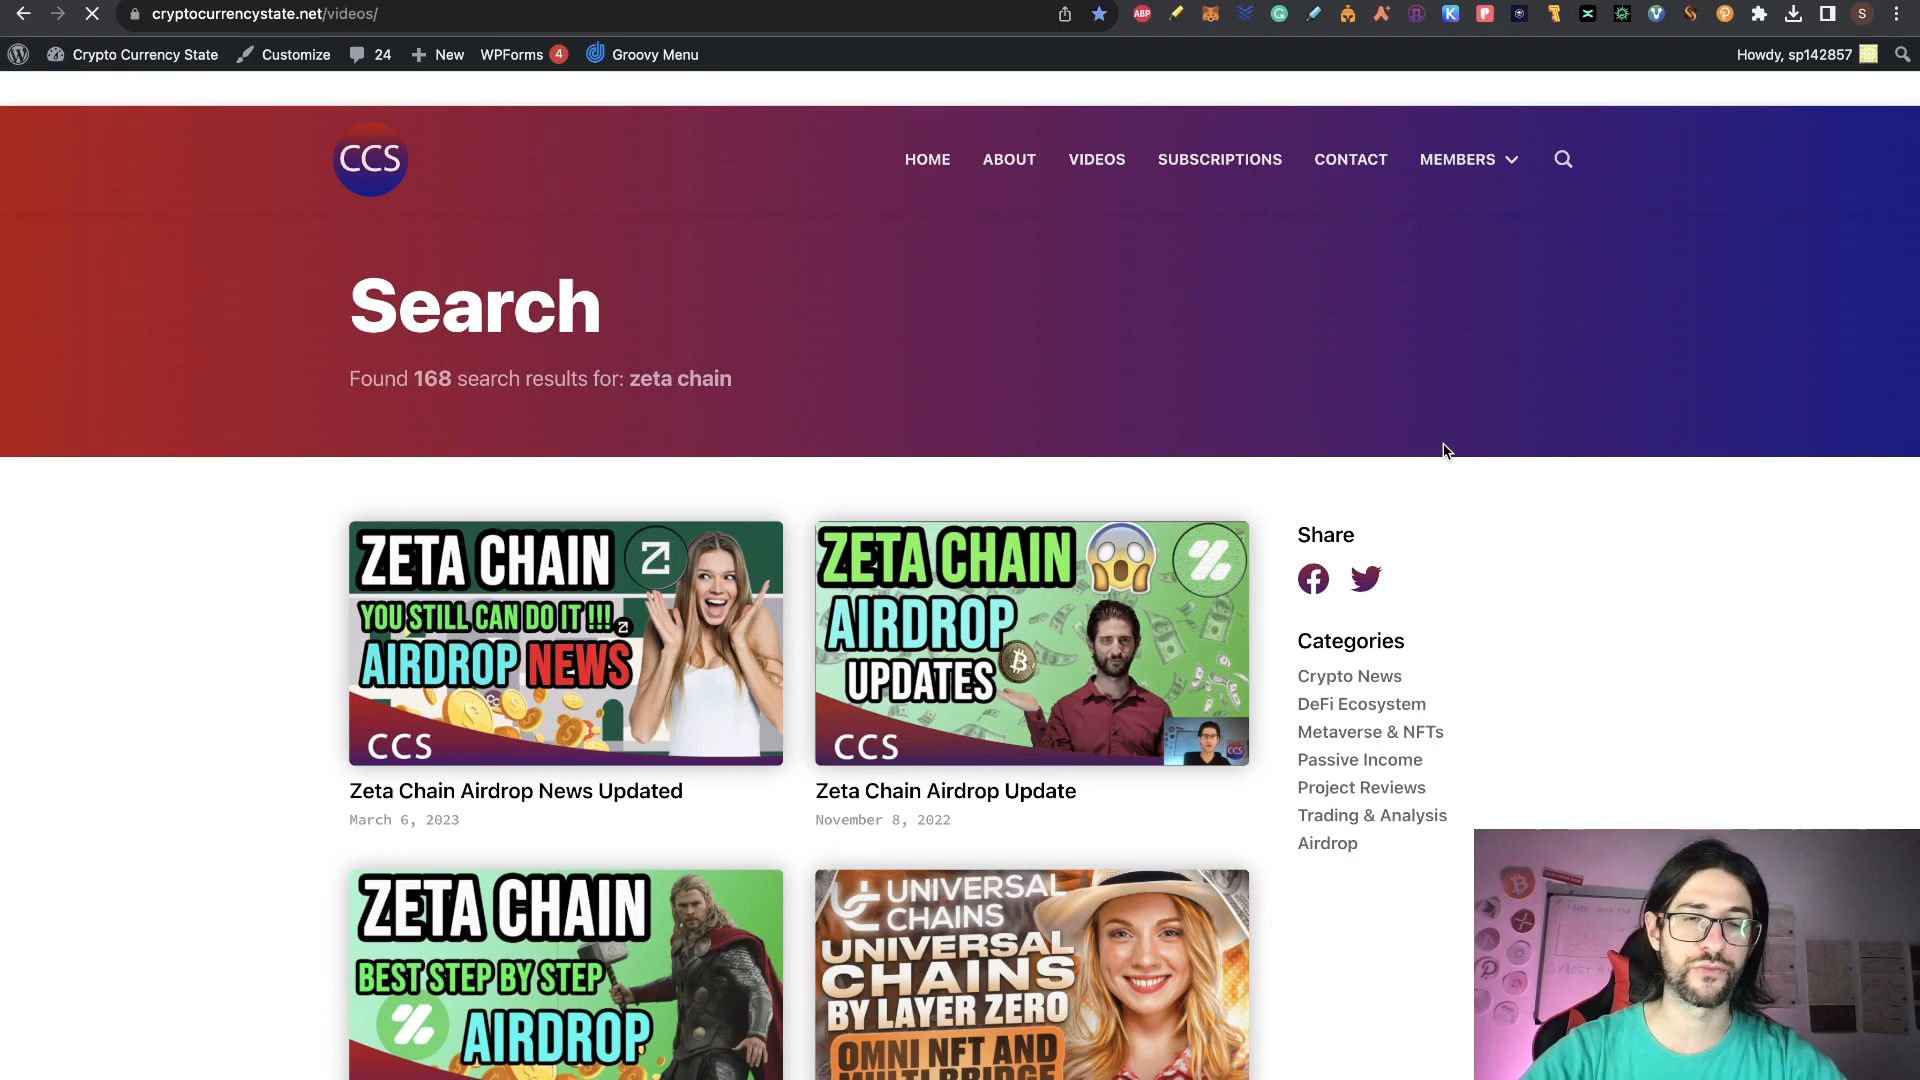 cryptocurrencystate.net/videos/
Crypto Currency State
Customize
24
New
WPForms 4
Groovy Menu
Howdy, sp142857
CCS
HOME
ABOUT
VIDEOS
SUBSCRIPTIONS
CONTACT
MEMBERS
Search
Found 168 search results for: zeta chain
ZETA CHAIN
YOU STILL CAN DO IT !!!
AIRDROP NEWS
CCS
Zeta Chain Airdrop News Updated
March 6, 2023
ZETA CHAIN
AIRDROP
UPDATES
CCS
CCS
Zeta Chain Airdrop Update
November 8, 2022
Share
Categories
Crypto News
DeFi Ecosystem
Metaverse & NFTs
Passive Income
Project Reviews
Trading & Analysis
Airdrop
ZETA CHAIN
BEST STEP BY STEP
AIRDROP
UNIVERSAL
CHAINS
UNIVERSAL
CHAINS
BY LAYER ZERO
OMNI NFT AND
MULTI BRIDGE